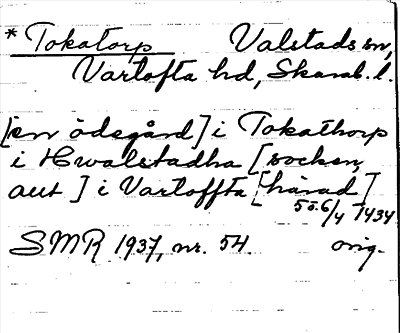 * Tokatorp Valstads sn,
Vartofta hd, Skarab. l.
[en ödegård] i Tokathorp
i Hwalstadha [socken,
aut] i Vartoffta [härad]
5 o. 6/4 1434
SMR 1937, nr. 54. orig.